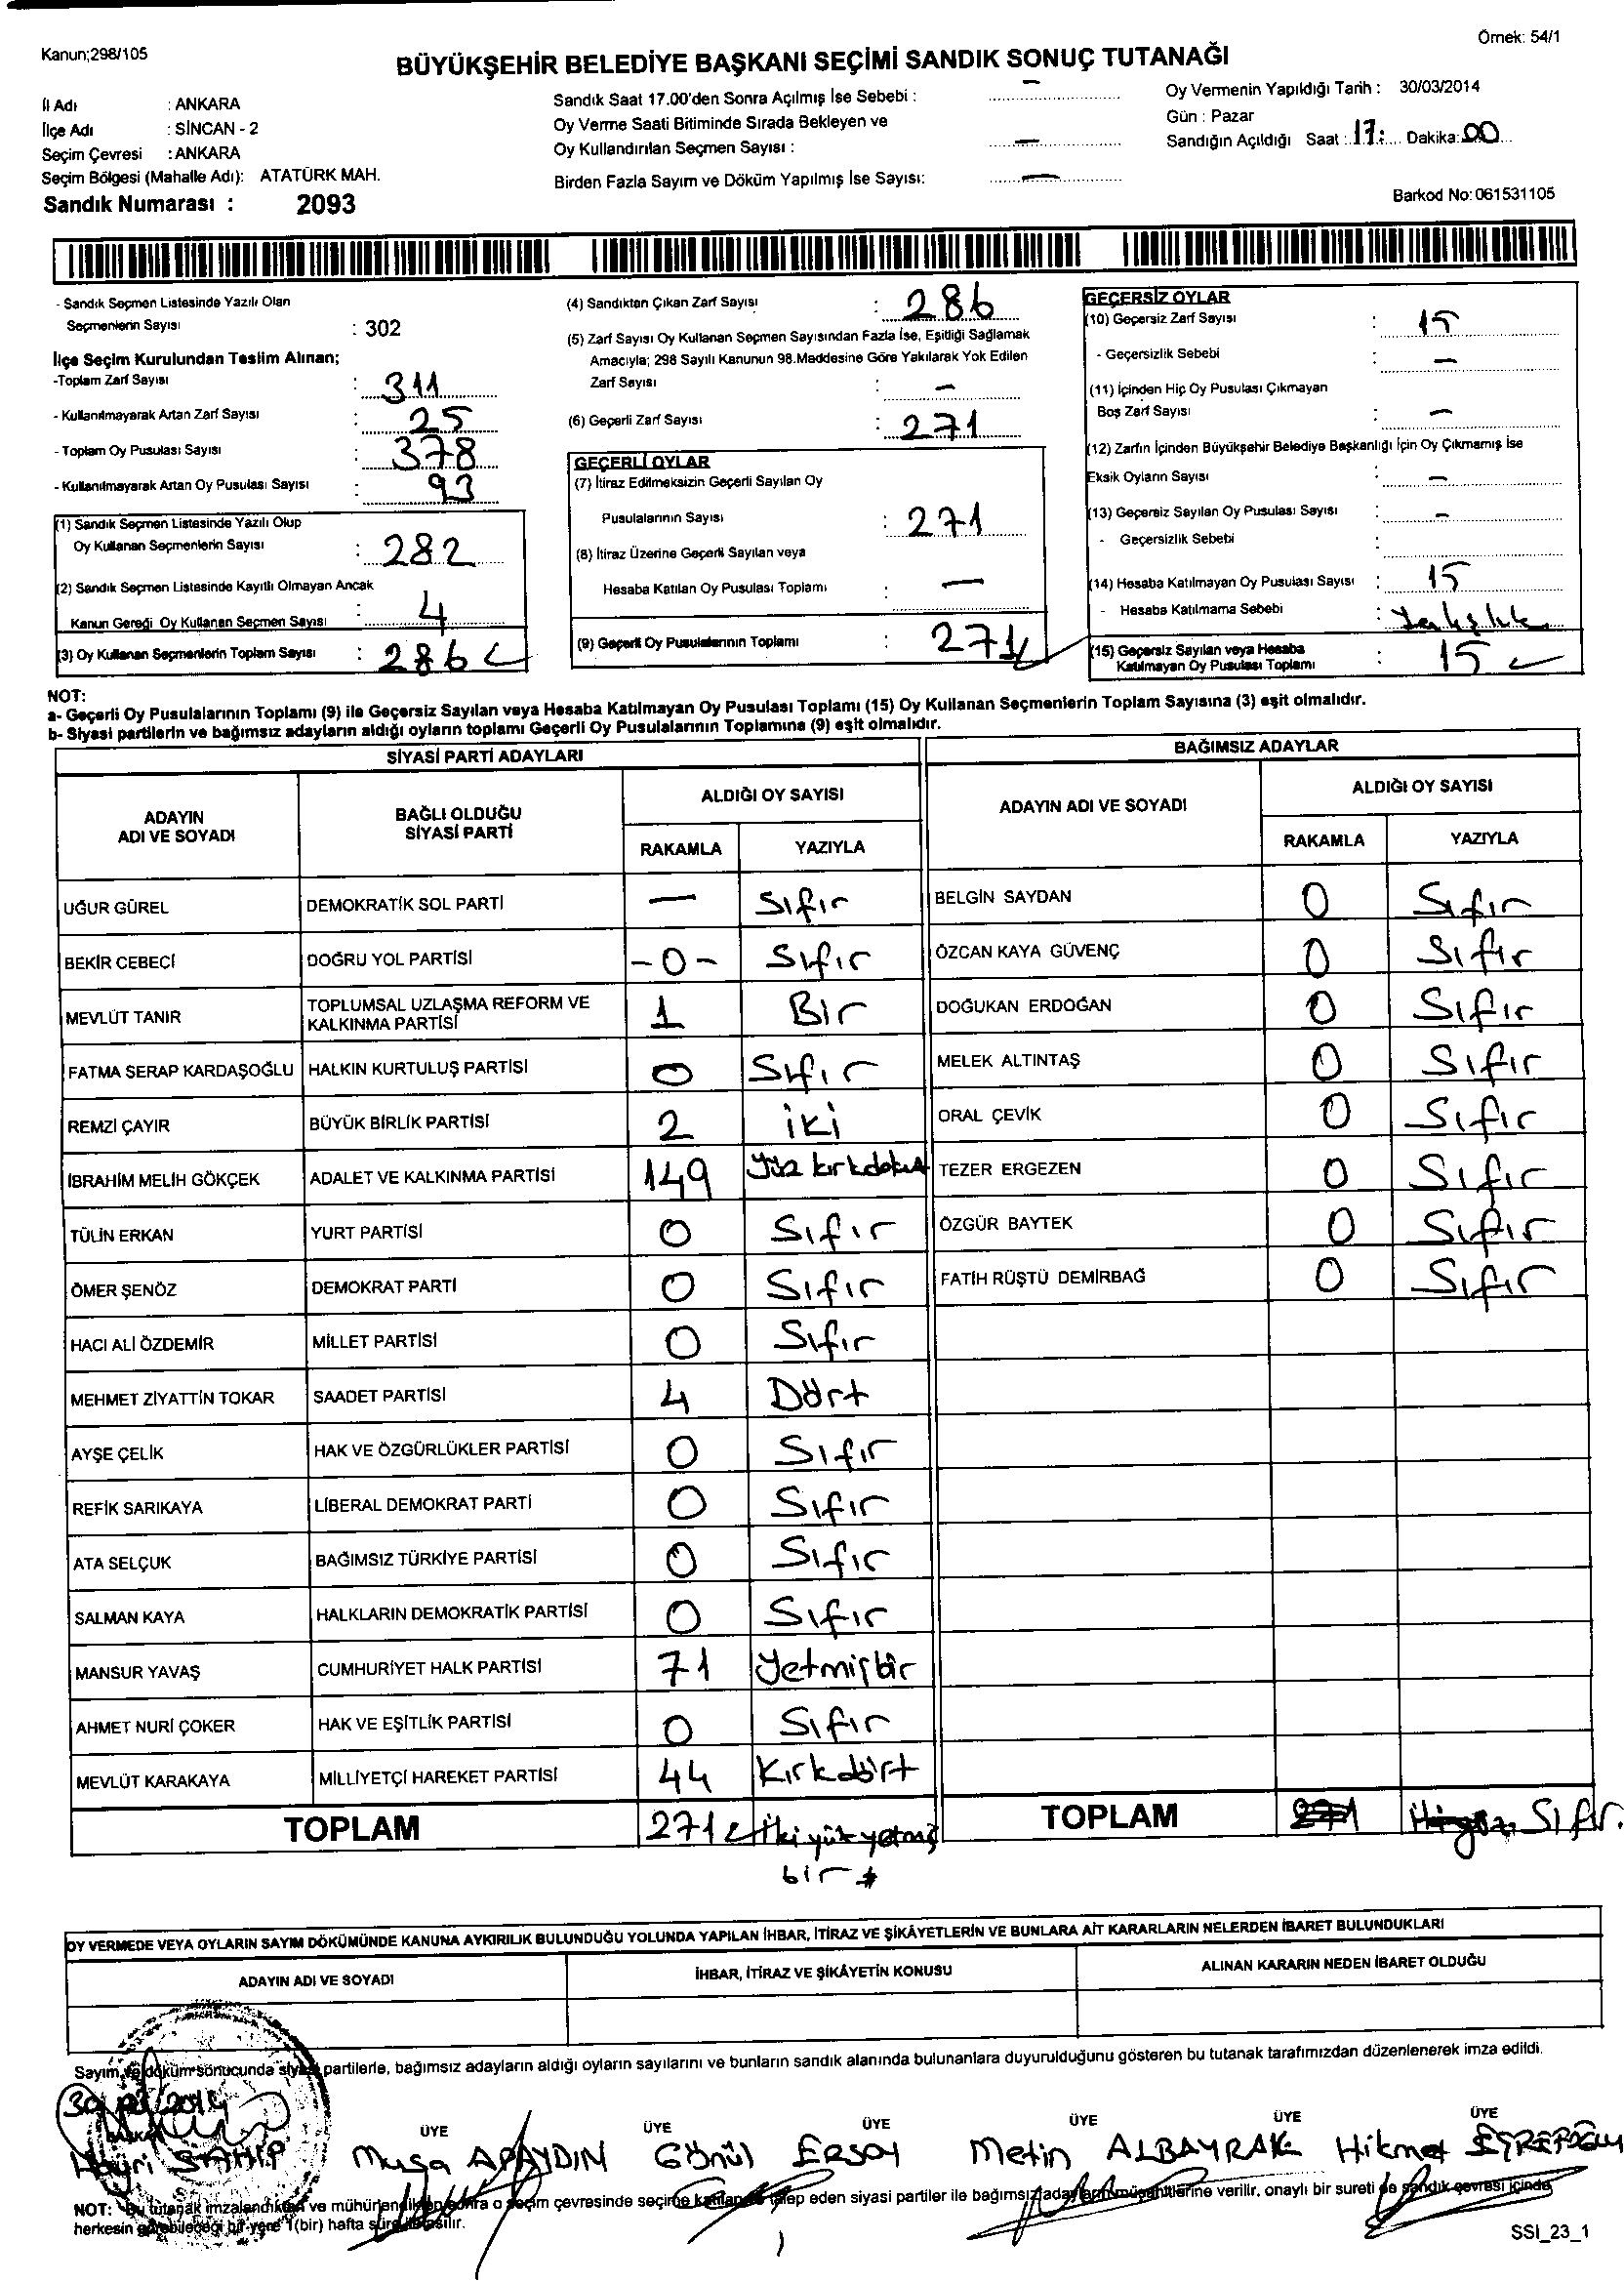 Kanun;298/105
Örnek: 54/1
BÜYÜKŞEHİR BELEDİYE BAŞKANI SEÇİMİ SANDIK SONUÇ TUTANAĞI
İl Adı : ANKARA
İlçe Adı : SİNCAN - 2
Seçim Çevresi : ANKARA
Seçim Bölgesi (Mahalle Adı): ATATÜRK MAH.
Sandık Numarası : 2093
Sandık Saat 17.00'den Sonra Açılmış İse Sebebi : –
Oy Verme Saati Bitiminde Sırada Bekleyen ve
Oy Kullandırılan Seçmen Sayısı : –
Birden Fazla Sayım ve Döküm Yapılmış İse Sayısı: –
Oy Vermenin Yapıldığı Tarih : 30/03/2014
Gün : Pazar
Sandığın Açıldığı Saat : 17: Dakika: 00
Barkod No: 061531105
- Sandık Seçmen Listesinde Yazılı Olan
Seçmenlerin Sayısı : 302
İlçe Seçim Kurulundan Teslim Alınan;
-Toplam Zarf Sayısı : 311
- Kullanılmayarak Artan Zarf Sayısı : 25
- Toplam Oy Pusulası Sayısı : 378
- Kullanılmayarak Artan Oy Pusulası Sayısı : 93
(1) Sandık Seçmen Listesinde Yazılı Olup
Oy Kullanan Seçmenlerin Sayısı : 282
(2) Sandık Seçmen Listesinde Kayıtlı Olmayan Ancak
Kanun Gereği Oy Kullanan Seçmen Sayısı : 4
(3) Oy Kullanan Seçmenlerin Toplam Sayısı : 286
(4) Sandıktan Çıkan Zarf Sayısı : 286
(5) Zarf Sayısı Oy Kullanan Seçmen Sayısından Fazla İse, Eşitliği Sağlamak
Amacıyla; 298 Sayılı Kanunun 98.Maddesine Göre Yakılarak Yok Edilen
Zarf Sayısı : –
(6) Geçerli Zarf Sayısı : 271
GEÇERLİ OYLAR
(7) İtiraz Edilmeksizin Geçerli Sayılan Oy
Pusulalarının Sayısı : 271
(8) İtiraz Üzerine Geçerli Sayılan veya
Hesaba Katılan Oy Pusulası Toplamı : –
(9) Geçerli Oy Pusulalarının Toplamı : 271
GEÇERSİZ OYLAR
(10) Geçersiz Zarf Sayısı : 15
- Geçersizlik Sebebi : –
(11) İçinden Hiç Oy Pusulası Çıkmayan
Boş Zarf Sayısı : –
(12) Zarfın İçinden Büyükşehir Belediye Başkanlığı İçin Oy Çıkmamış İse
Eksik Oyların Sayısı : –
(13) Geçersiz Sayılan Oy Pusulası Sayısı : –
- Geçersizlik Sebebi :
(14) Hesaba Katılmayan Oy Pusulası Sayısı : 15
- Hesaba Katılmama Sebebi :
(15) Geçersiz Sayılan veya Hesaba
Katılmayan Oy Pusulası Toplamı : 15
NOT:
a- Geçerli Oy Pusulalarının Toplamı (9) ile Geçersiz Sayılan veya Hesaba Katılmayan Oy Pusulası Toplamı (15) Oy Kullanan Seçmenlerin Toplam Sayısına (3) eşit olmalıdır.
b- Siyasi partilerin ve bağımsız adayların aldığı oyların toplamı Geçerli Oy Pusulalarının Toplamına (9) eşit olmalıdır.
SİYASİ PARTİ ADAYLARI
ADAYIN ADI VE SOYADI BAĞLI OLDUĞU SİYASİ PARTİ ALDIĞI OY SAYISI RAKAMLA YAZIYLA
UĞUR GÜREL DEMOKRATİK SOL PARTİ — Sıfır
BEKİR CEBECİ DOĞRU YOL PARTİSİ -0- Sıfır
MEVLÜT TANIR TOPLUMSAL UZLAŞMA REFORM VE KALKINMA PARTİSİ 1 Bir
FATMA SERAP KARDAŞOĞLU HALKIN KURTULUŞ PARTİSİ 0 Sıfır
REMZİ ÇAYIR BÜYÜK BİRLİK PARTİSİ 2 iki
İBRAHİM MELİH GÖKÇEK ADALET VE KALKINMA PARTİSİ 149 Yüz kırkdokuz
TÜLİN ERKAN YURT PARTİSİ 0 Sıfır
ÖMER ŞENÖZ DEMOKRAT PARTİ 0 Sıfır
HACI ALİ ÖZDEMİR MİLLET PARTİSİ 0 Sıfır
MEHMET ZİYATTİN TOKAR SAADET PARTİSİ 4 Dört
AYŞE ÇELİK HAK VE ÖZGÜRLÜKLER PARTİSİ 0 Sıfır
REFİK SARIKAYA LİBERAL DEMOKRAT PARTİ 0 Sıfır
ATA SELÇUK BAĞIMSIZ TÜRKİYE PARTİSİ 0 Sıfır
SALMAN KAYA HALKLARIN DEMOKRATİK PARTİSİ 0 Sıfır
MANSUR YAVAŞ CUMHURİYET HALK PARTİSİ 71 Yetmişbir
AHMET NURİ ÇOKER HAK VE EŞİTLİK PARTİSİ 0 Sıfır
MEVLÜT KARAKAYA MİLLİYETÇİ HAREKET PARTİSİ 44 Kırkdört
TOPLAM 271 İkiyüz yetmiş
bir #
BAĞIMSIZ ADAYLAR
ADAYIN ADI VE SOYADI ALDIĞI OY SAYISI RAKAMLA YAZIYLA
BELGİN SAYDAN 0 Sıfır
ÖZCAN KAYA GÜVENÇ 0 Sıfır
DOĞUKAN ERDOĞAN 0 Sıfır
MELEK ALTINTAŞ 0 Sıfır
ORAL ÇEVİK 0 Sıfır
TEZER ERGEZEN 0 Sıfır
ÖZGÜR BAYTEK 0 Sıfır
FATİH RÜŞTÜ DEMİRBAĞ 0 Sıfır
TOPLAM 271 Sıfır.
OY VERMEDE VEYA OYLARIN SAYIM DÖKÜMÜNDE KANUNA AYKIRILIK BULUNDUĞU YOLUNDA YAPILAN İHBAR, İTİRAZ VE ŞİKÂYETLERİN VE BUNLARA AİT KARARLARIN NELERDEN İBARET BULUNDUKLARI
ADAYIN ADI VE SOYADI İHBAR, İTİRAZ VE ŞİKÂYETİN KONUSU ALINAN KARARIN NEDEN İBARET OLDUĞU
Sayım ve döküm sonucunda siyasi partilerle, bağımsız adayların aldığı oyların sayılarını ve bunların sandık alanında bulunanlara duyurulduğunu gösteren bu tutanak tarafımızdan düzenlenerek imza edildi.
30/03/2014
BAŞKAN ÜYE ÜYE ÜYE ÜYE ÜYE ÜYE
Hayri Musa APAYDIN Gönül ERSOY Metin ALBAYRAK Hikmet
NOT: Bu tutanak imzalandıktan ve mühürlendikten sonra o seçim çevresinde seçime katılan ve talep eden siyasi partiler ile bağımsız adayların müşahitlerine verilir, onaylı bir sureti de sandık çevresi içinde
herkesin görebileceği bir yere 1(bir) hafta süre ile asılır.
SSI_23_1